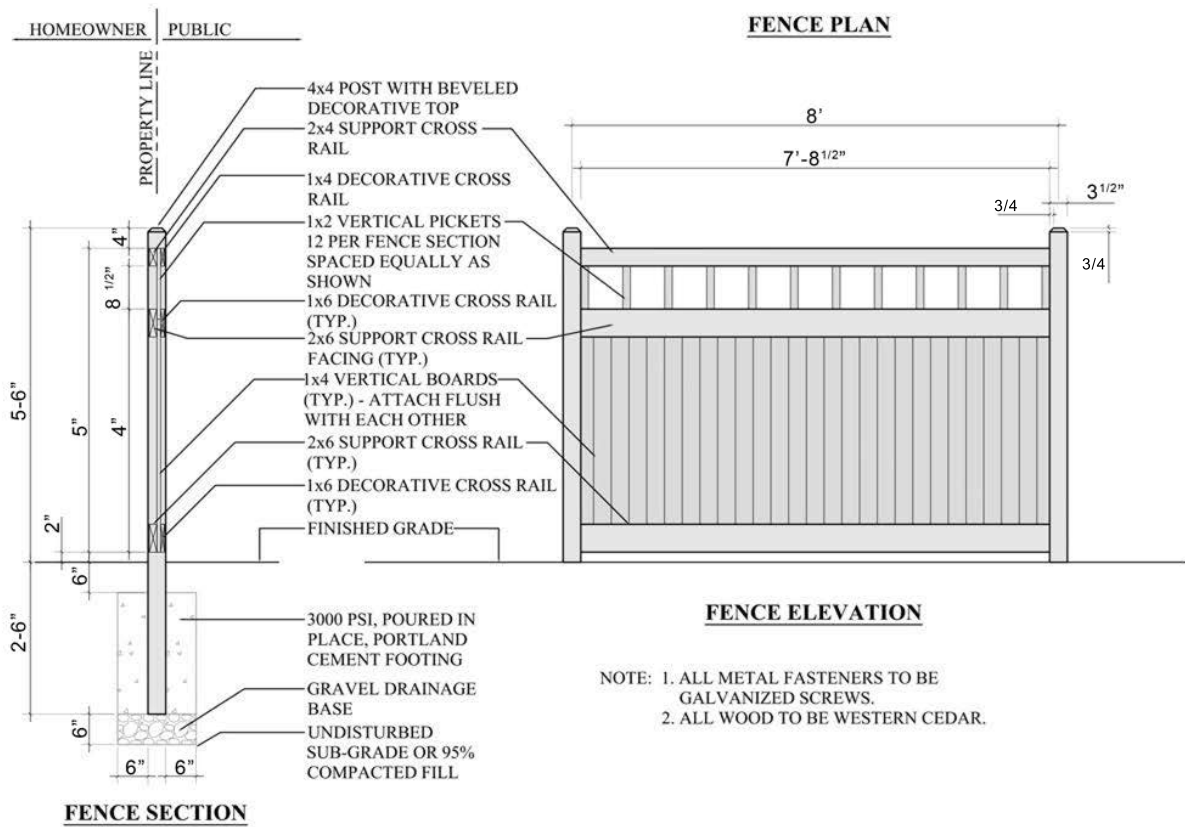 HOMEOWNER
PUBLIC
PROPERTY LINE
FENCE PLAN
4x4 POST WITH BEVELED
DECORATIVE TOP
2x4 SUPPORT CROSS
RAIL
1x4 DECORATIVE CROSS
RAIL
1x2 VERTICAL PICKETS
12 PER FENCE SECTION
SPACED EQUALLY AS
SHOWN
1x6 DECORATIVE CROSS RAIL
(TYP.)
2x6 SUPPORT CROSS RAIL
FACING (TYP.)
1x4 VERTICAL BOARDS
(TYP.) - ATTACH FLUSH
WITH EACH OTHER
2x6 SUPPORT CROSS RAIL
(TYP.)
1x6 DECORATIVE CROSS RAIL
(TYP.)
FINISHED GRADE
3000 PSI, POURED IN
PLACE, PORTLAND
CEMENT FOOTING
GRAVEL DRAINAGE
BASE
UNDISTURBED
SUB-GRADE OR 95%
COMPACTED FILL
5-6”
2-6”
4”
8 1/2”
5”
4”
2”
6”
6”
6”
6”
FENCE SECTION
8’
7’-8 1/2”
3 1/2”
3/4
3/4
FENCE ELEVATION
NOTE: 1. ALL METAL FASTENERS TO BE
GALVANIZED SCREWS.
2. ALL WOOD TO BE WESTERN CEDAR.